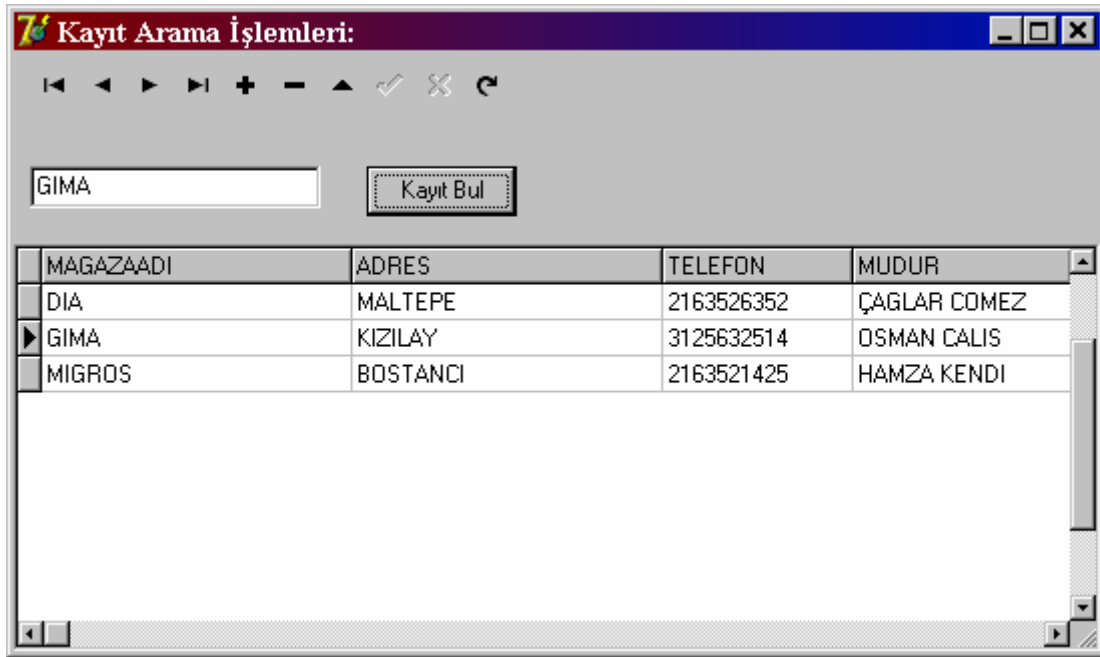 Kayıt Arama İşlemleri:
GIMA
Kayıt Bul
MAGAZAADI ADRES TELEFON MUDUR
DIA MALTEPE 2163526352 ÇAGLAR COMEZ
GIMA KIZILAY 3125632514 OSMAN CALIS
MIGROS BOSTANCI 2163521425 HAMZA KENDI